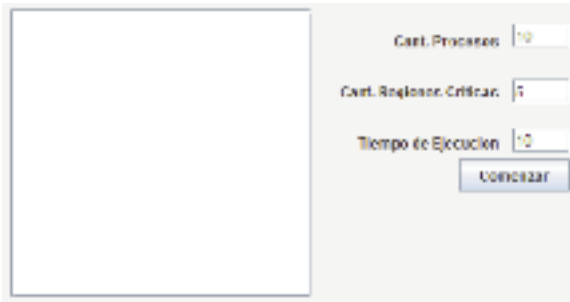 Cant. Procesos 10
Cant. Regiones Criticas 5
Tiempo de Ejecucion 10
Comenzar